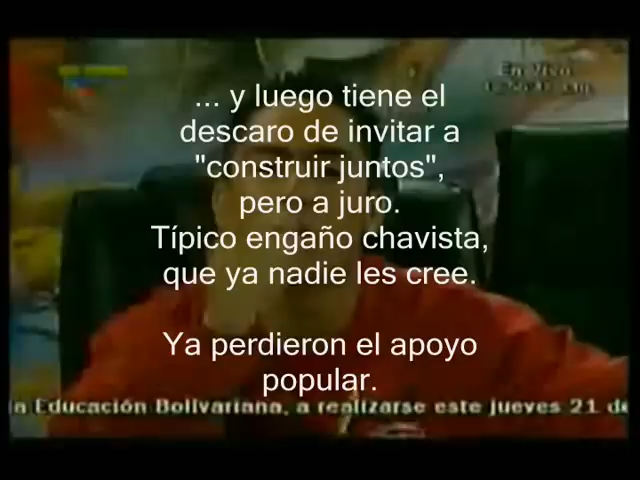 En Vivo
... y luego tiene el
descaro de invitar a
"construir juntos",
pero a juro.
Típico engaño chavista,
que ya nadie les cree.
Ya perdieron el apoyo
popular.
la Educación Bolivariana, a realizarse este jueves 21 de